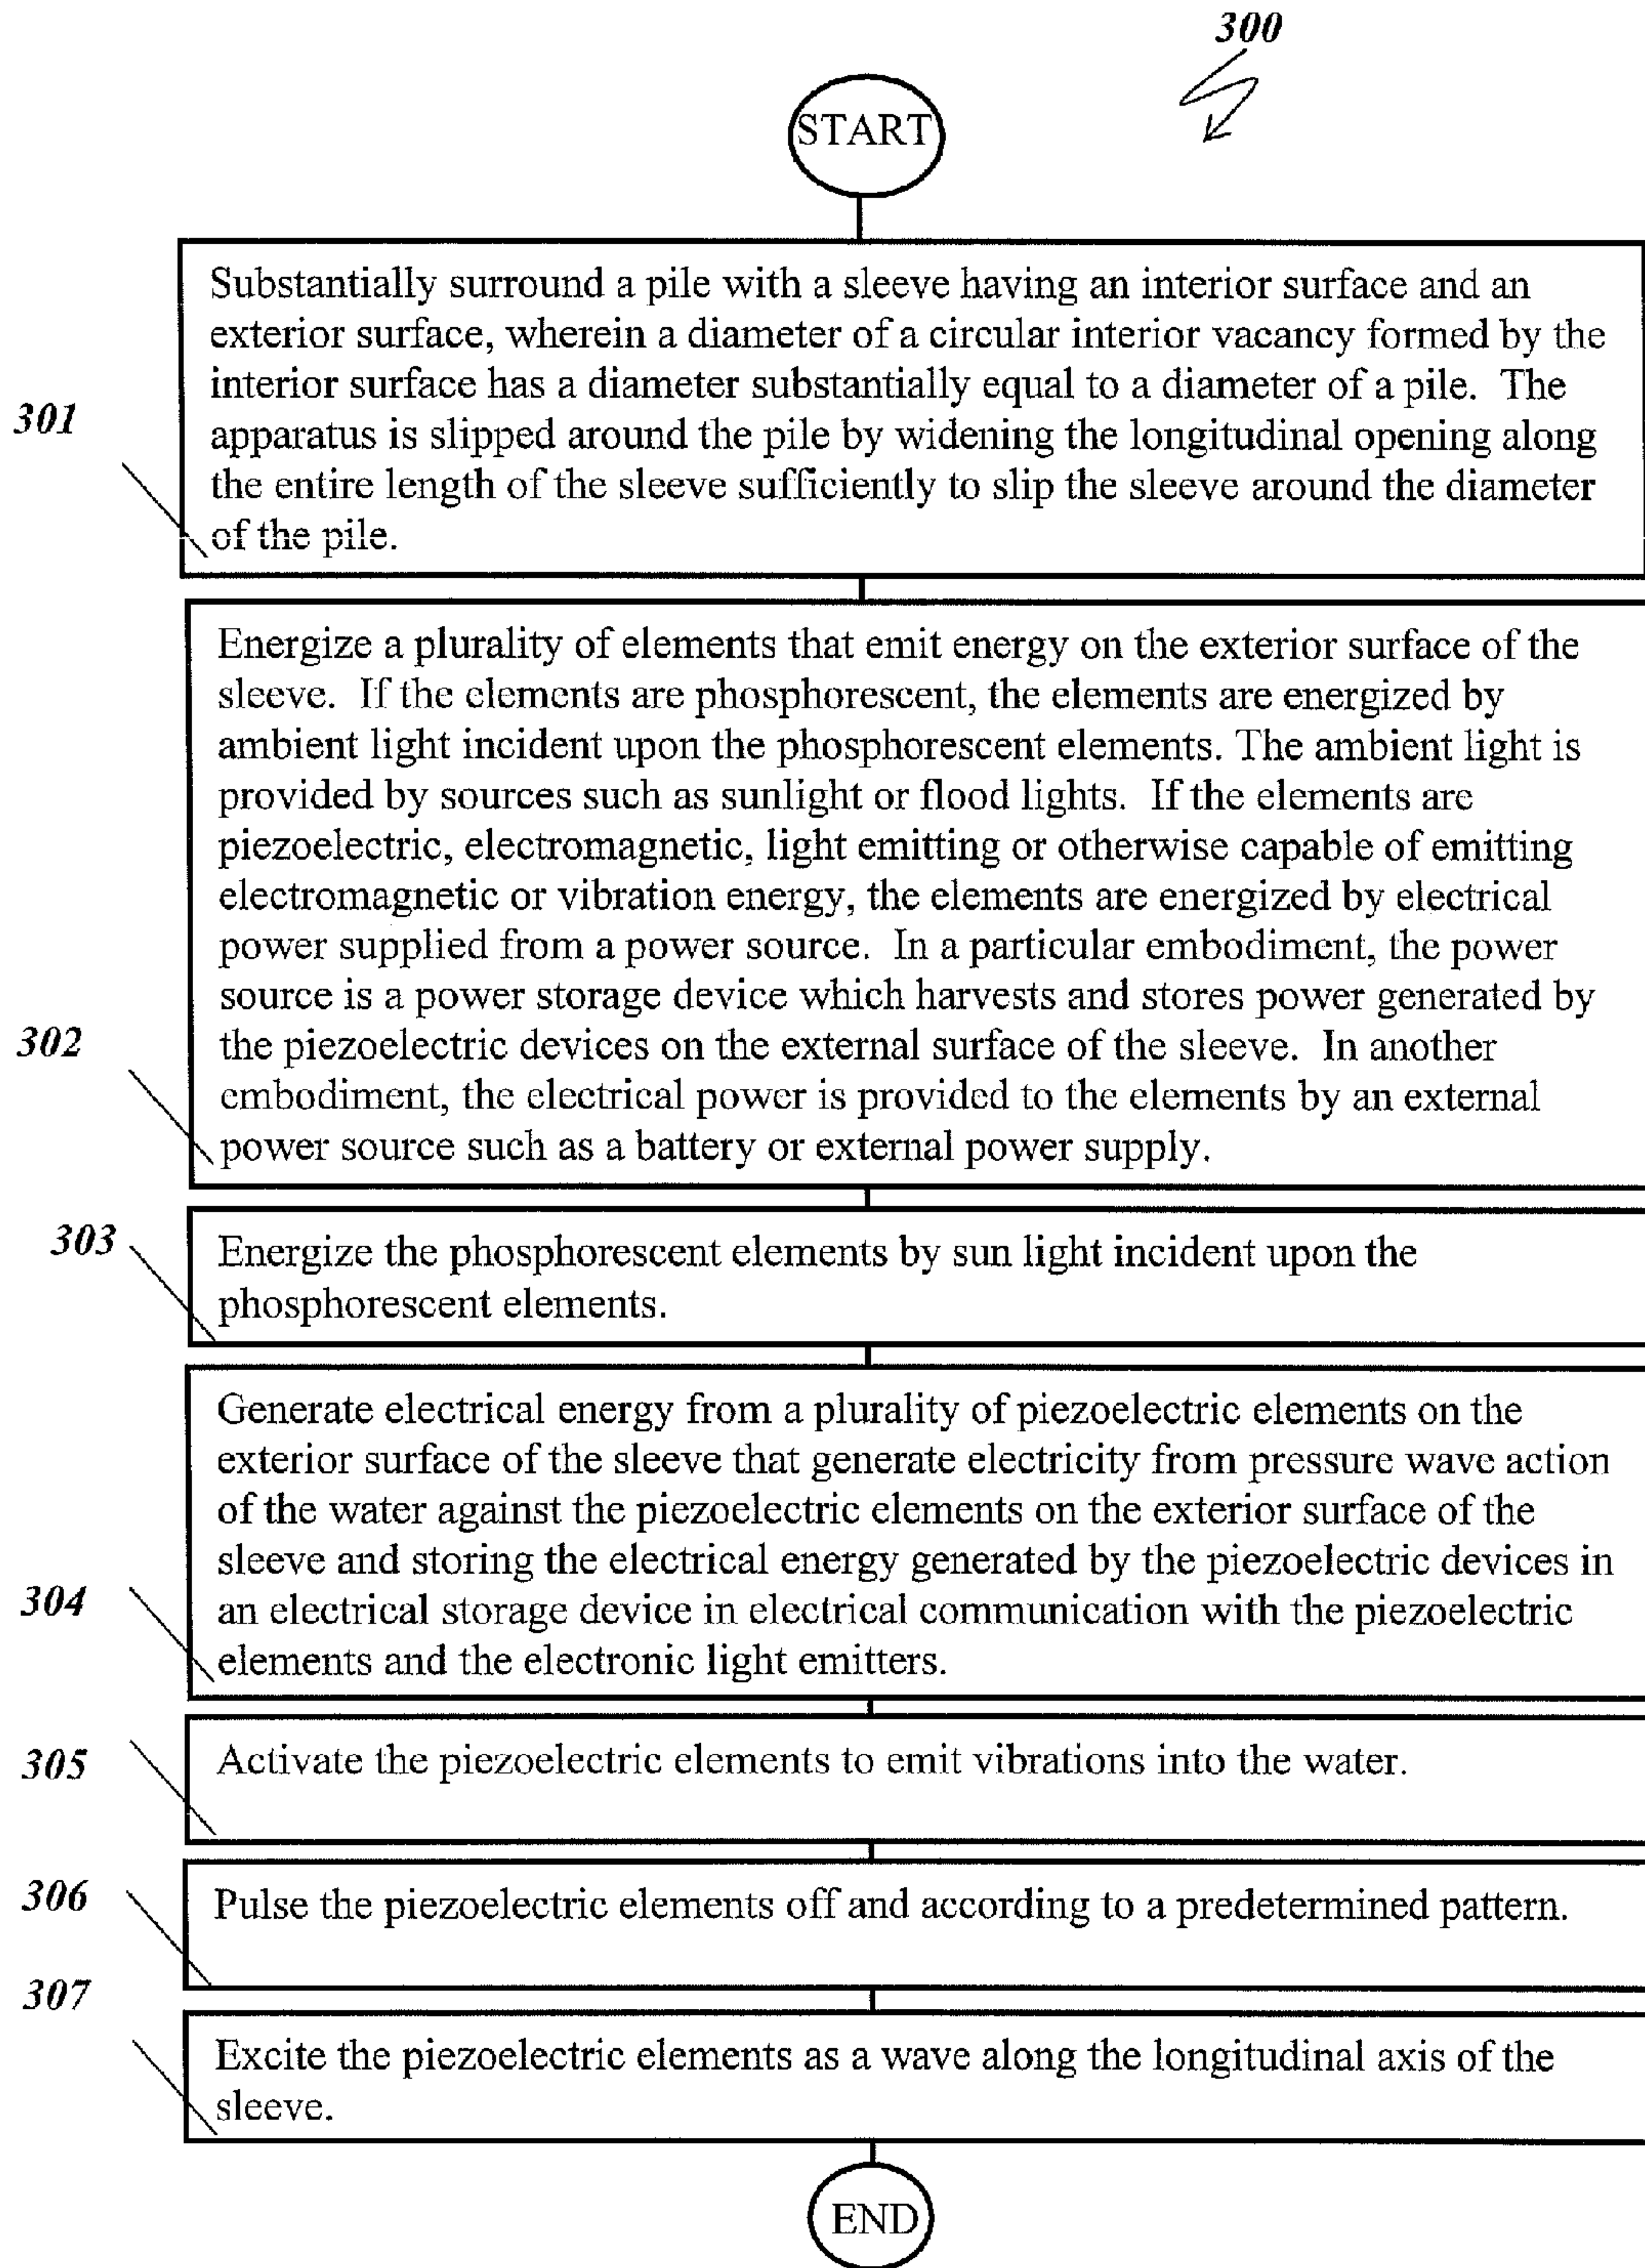 300
START
Substantially surround a pile with a sleeve having an interior surface and an
exterior surface, wherein a diameter of a circular interior vacancy formed by the
interior surface has a diameter substantially equal to a diameter of a pile. The
301
apparatus is slipped around the pile by widening the longitudinal opening along
the entire length of the sleeve sufficiently to slip the sleeve around the diameter
of the pile.
Energize a plurality of elements that emit energy on the exterior surface of the
sleeve. If the elements are phosphorescent, the elements are energized by
ambient light incident upon the phosphorescent elements. The ambient light is
provided by sources such as sunlight or flood lights. If the elements are
piezoelectric, electromagnetic, light emitting or otherwise capable of emitting
electromagnetic or vibration energy, the elements are energized by electrical
power supplied from a power source. In a particular embodiment, the power
source is a power storage device which harvests and stores power generated by
302
the piezoelectric devices on the external surface of the sleeve. In another
embodiment, the electrical power is provided to the elements by an external
power source such as a battery or external power supply.
303
Energize the phosphorescent elements by sun light incident upon the
phosphorescent elements.
Generate electrical energy from a plurality of piezoelectric elements on the
exterior surface of the sleeve that generate electricity from pressure wave action
of the water against the piezoelectric elements on the exterior surface of the
sleeve and storing the electrical energy generated by the piezoelectric devices in
304
an electrical storage device in electrical communication with the piezoelectric
elements and the electronic light emitters.
305
Activate the piezoelectric elements to emit vibrations into the water.
306
Pulse the piezoelectric elements off and according to a predetermined pattern.
307
Excite the piezoelectric elements as a wave along the longitudinal axis of the
sleeve.
END